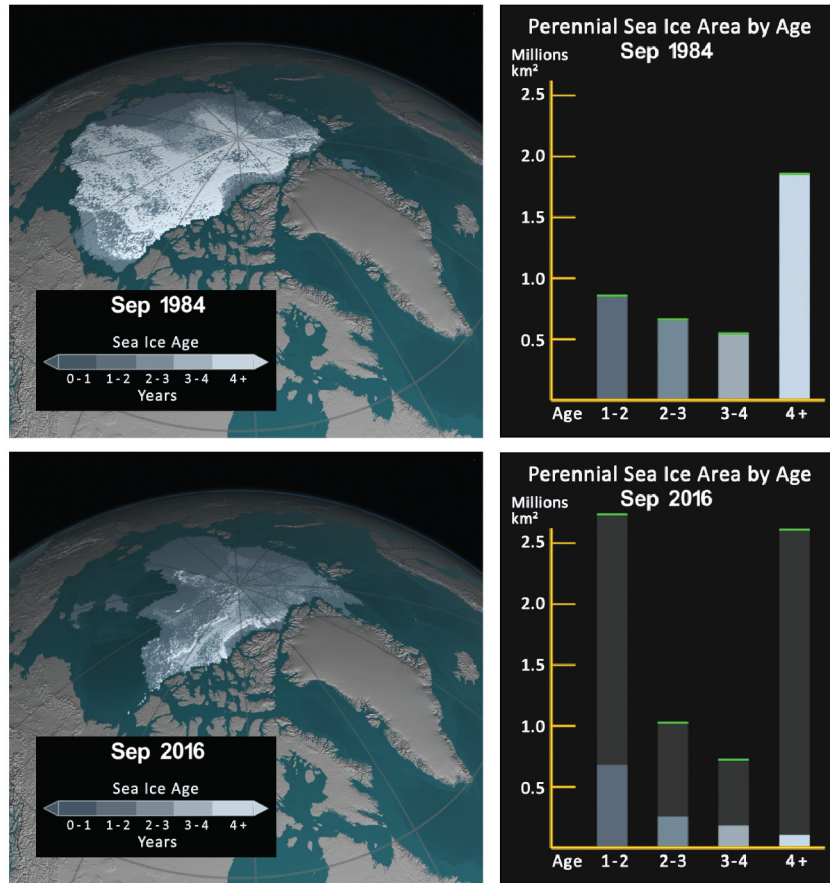 Sep 1984
Sea Ice Age
0-1 1-2 2-3 3-4 4+
Years
Perennial Sea Ice Area by Age
Sep 1984
Millions
km²
2.5
2.0
1.5
1.0
0.5
Age 1-2 2-3 3-4 4+
Sep 2016
Sea Ice Age
0-1 1-2 2-3 3-4 4+
Years
Perennial Sea Ice Area by Age
Sep 2016
Millions
km²
2.5
2.0
1.5
1.0
0.5
Age 1-2 2-3 3-4 4+